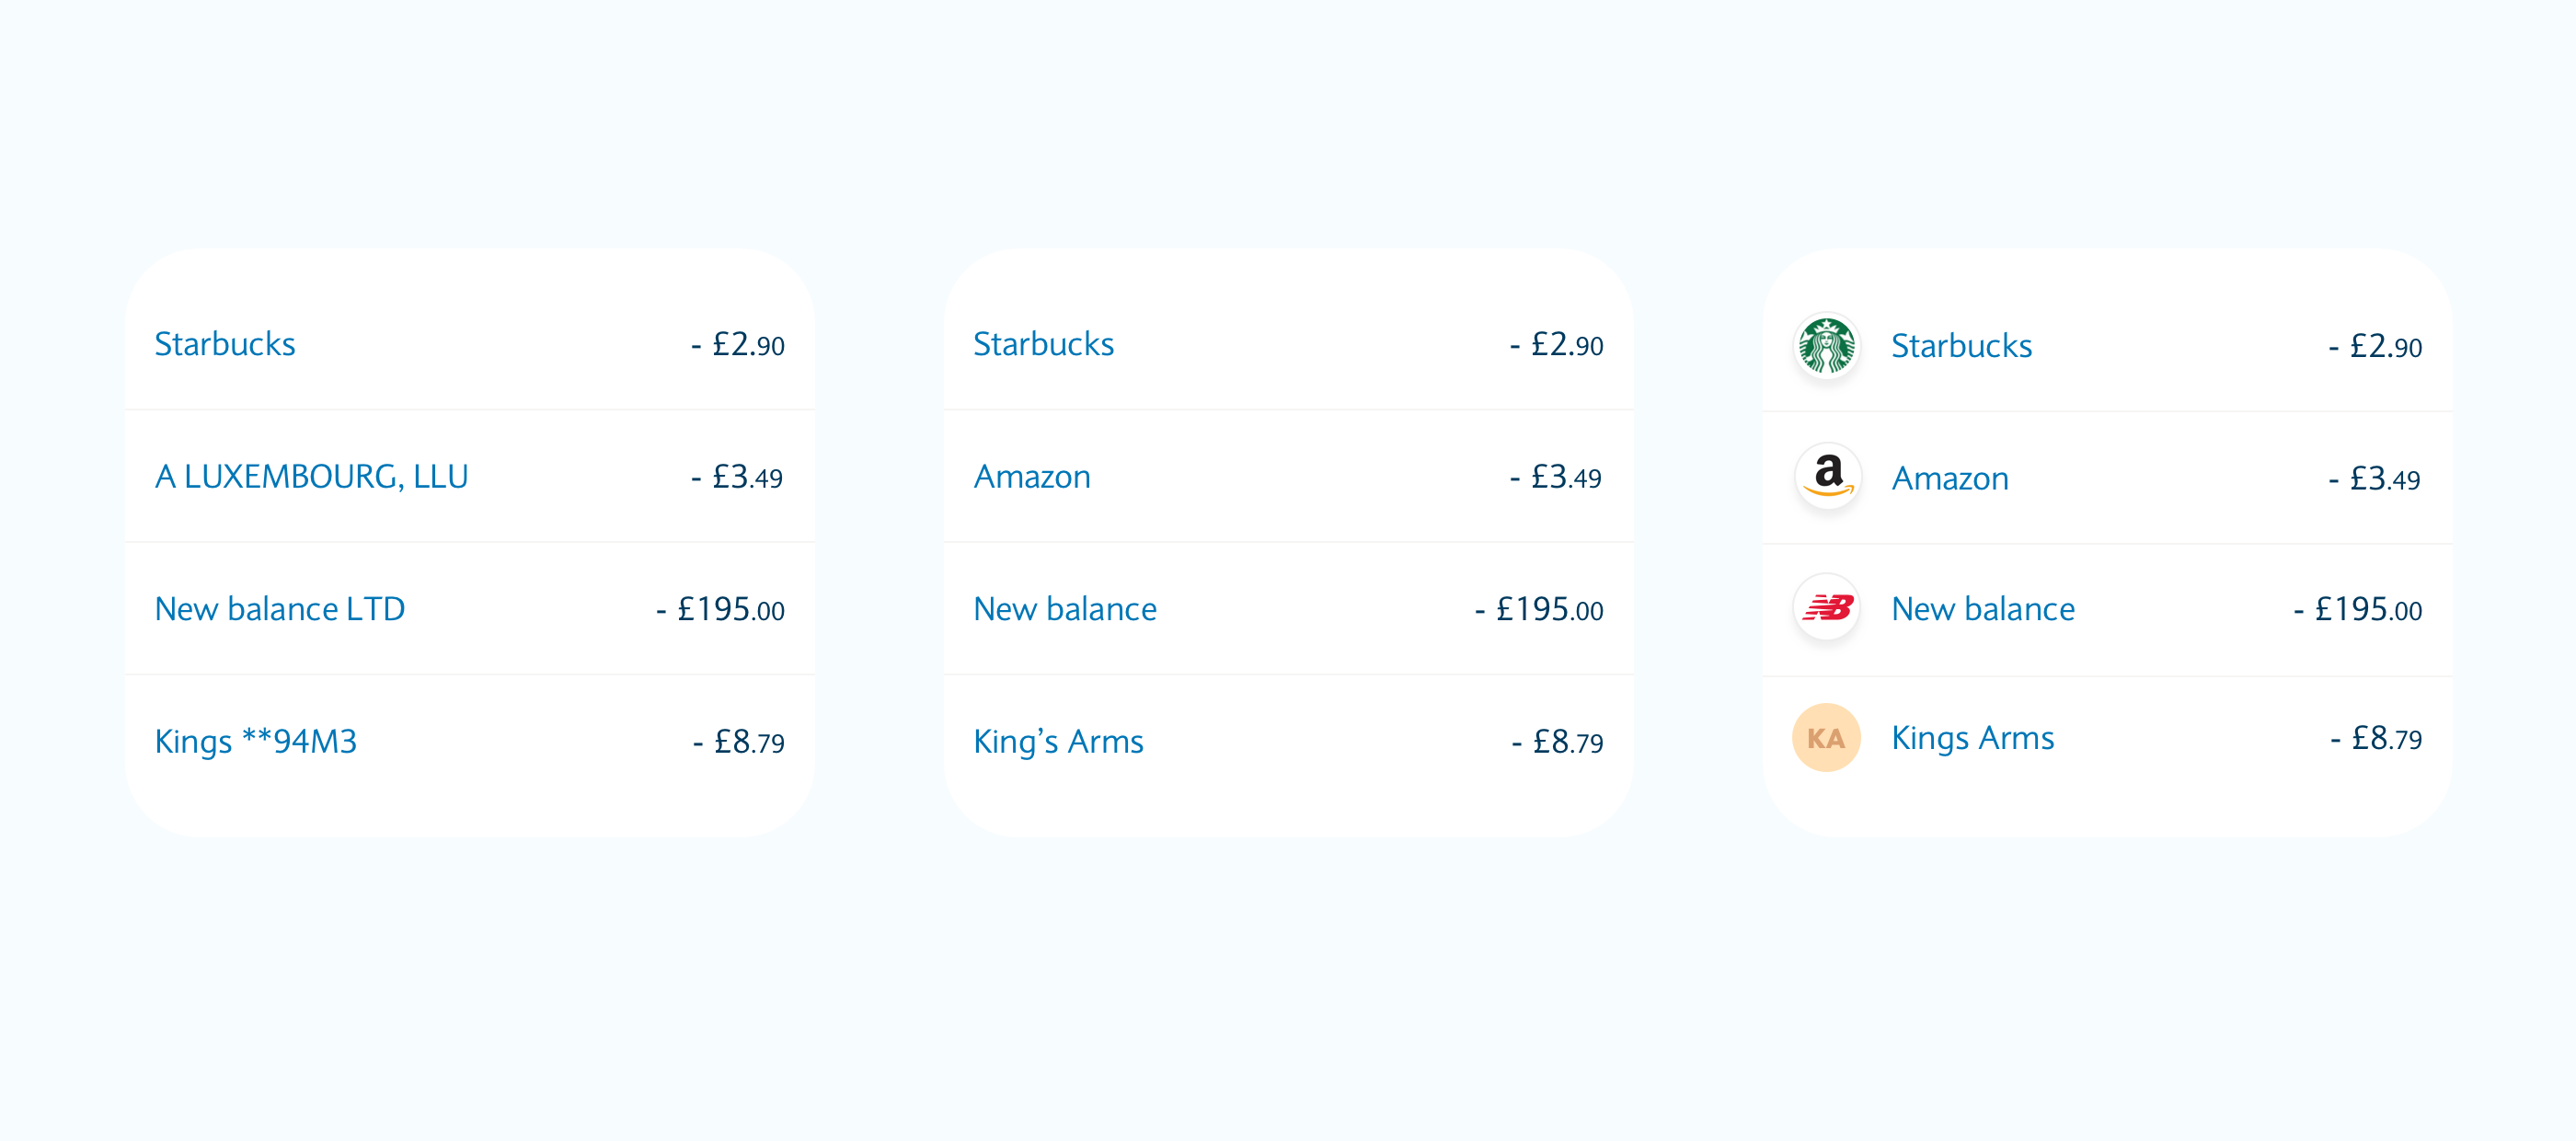 Starbucks - £2.90
A LUXEMBOURG, LLU - £3.49
New balance LTD - £195.00
Kings **94M3 - £8.79
Starbucks - £2.90
Amazon - £3.49
New balance - £195.00
King’s Arms - £8.79
Starbucks - £2.90
a Amazon - £3.49
NB New balance - £195.00
KA Kings Arms - £8.79